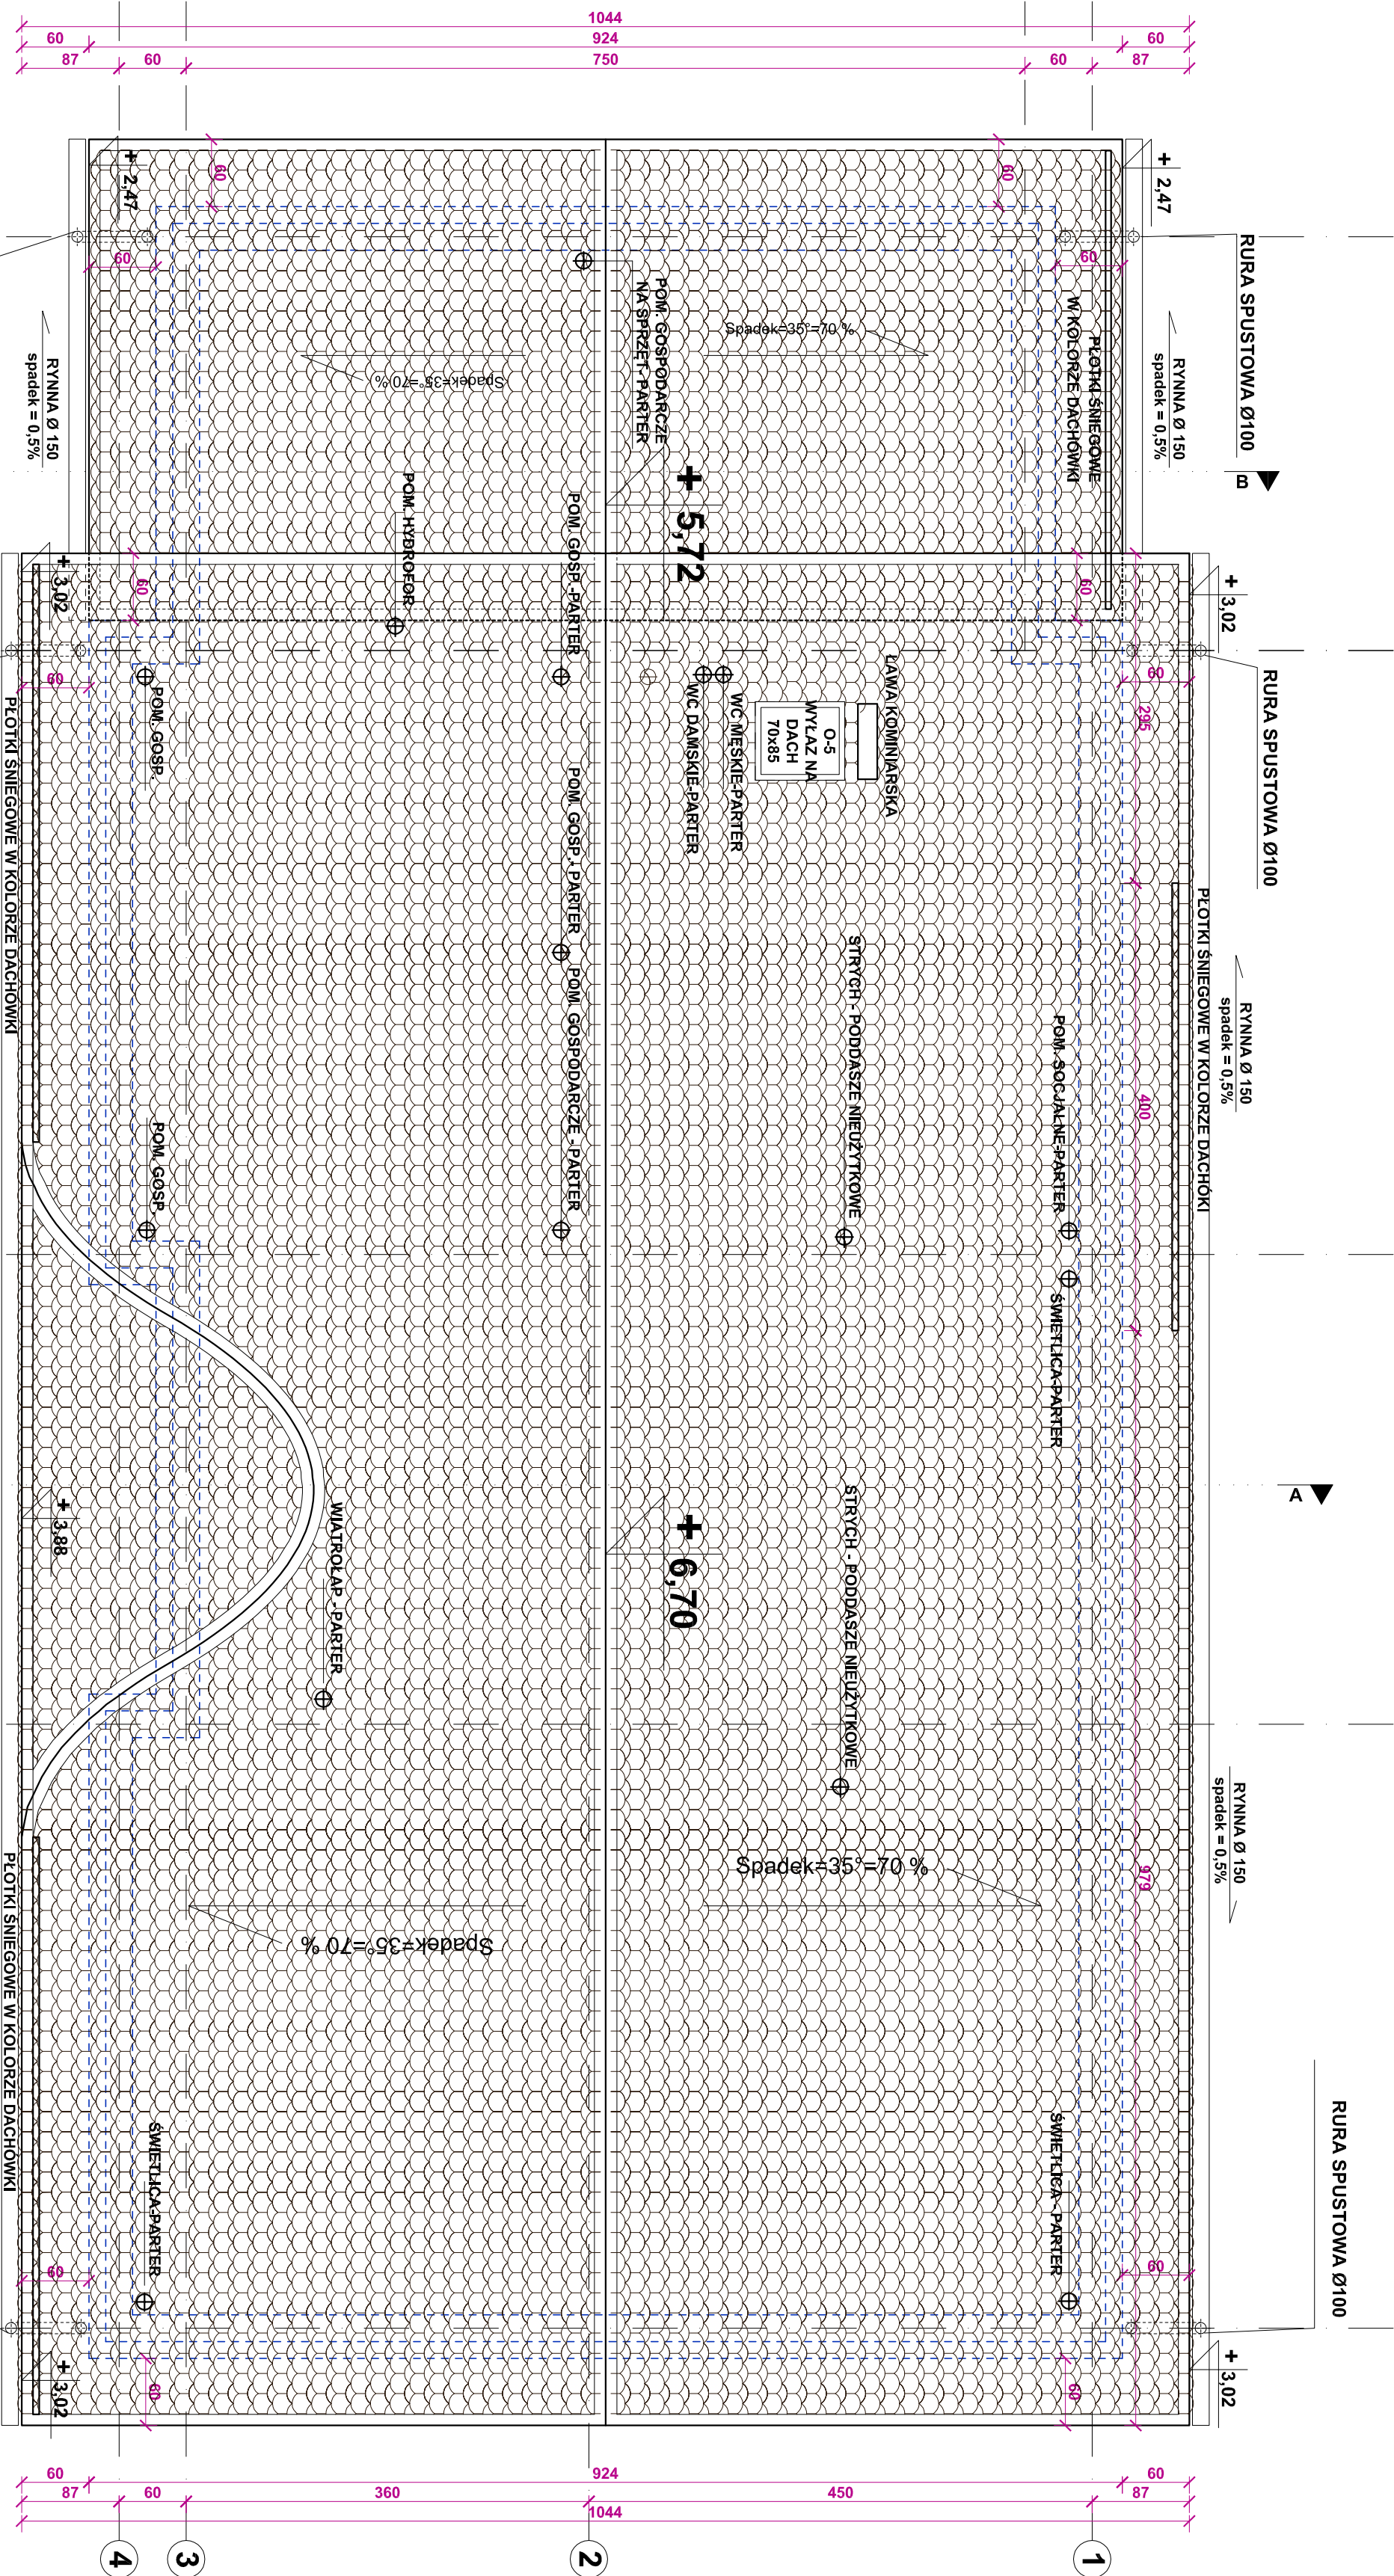 1044
60
924
60
87
60
750
60
87
+ 2,47
+ 2,47
60
60
60
60
RURA SPUSTOWA Ø100
RYNNA Ø 150
spadek = 0,5%
RYNNA Ø 150
spadek = 0,5%
PŁOTKI ŚNIEGOWE
W KOLORZE DACHÓWKI
POM. GOSPODARCZE
NA SPRZĘT- PARTER
Spadek=35°=70 %
Spadek=35°=70 %
B
+ 5,72
POM. HYDROFOR
POM. GOSP.-PARTER
+ 3,02
+ 3,02
60
60
60
60
295
RURA SPUSTOWA Ø100
POM. GOSP.
ŁAWA KOMINIARSKA
WC MĘSKIE-PARTER
WC DAMSKIE-PARTER
O-5
WYŁAZ NA
DACH
70x85
PŁOTKI ŚNIEGOWE W KOLORZE DACHÓWKI
PŁOTKI ŚNIEGOWE W KOLORZE DACHÓKI
POM. GOSP.- PARTER
POM. GOSPODARCZE - PARTER
STRYCH - PODDASZE NIEUŻYTKOWE
POM. SOCJALNE-PARTER
RYNNA Ø 150
spadek = 0,5%
400
POM. GOSP.
ŚWIETLICA-PARTER
A
+ 3,88
+ 6,70
WIATROŁAP - PARTER
STRYCH - PODDASZE NIEUŻYTKOWE
RYNNA Ø 150
spadek = 0,5%
979
Spadek=35°=70 %
Spadek=35°=70 %
PŁOTKI ŚNIEGOWE W KOLORZE DACHÓWKI
ŚWIETLICA-PARTER
ŚWIETLICA - PARTER
RURA SPUSTOWA Ø100
60
60
60
60
+ 3,02
+ 3,02
60
924
60
87
60
360
450
87
1044
4
3
2
1